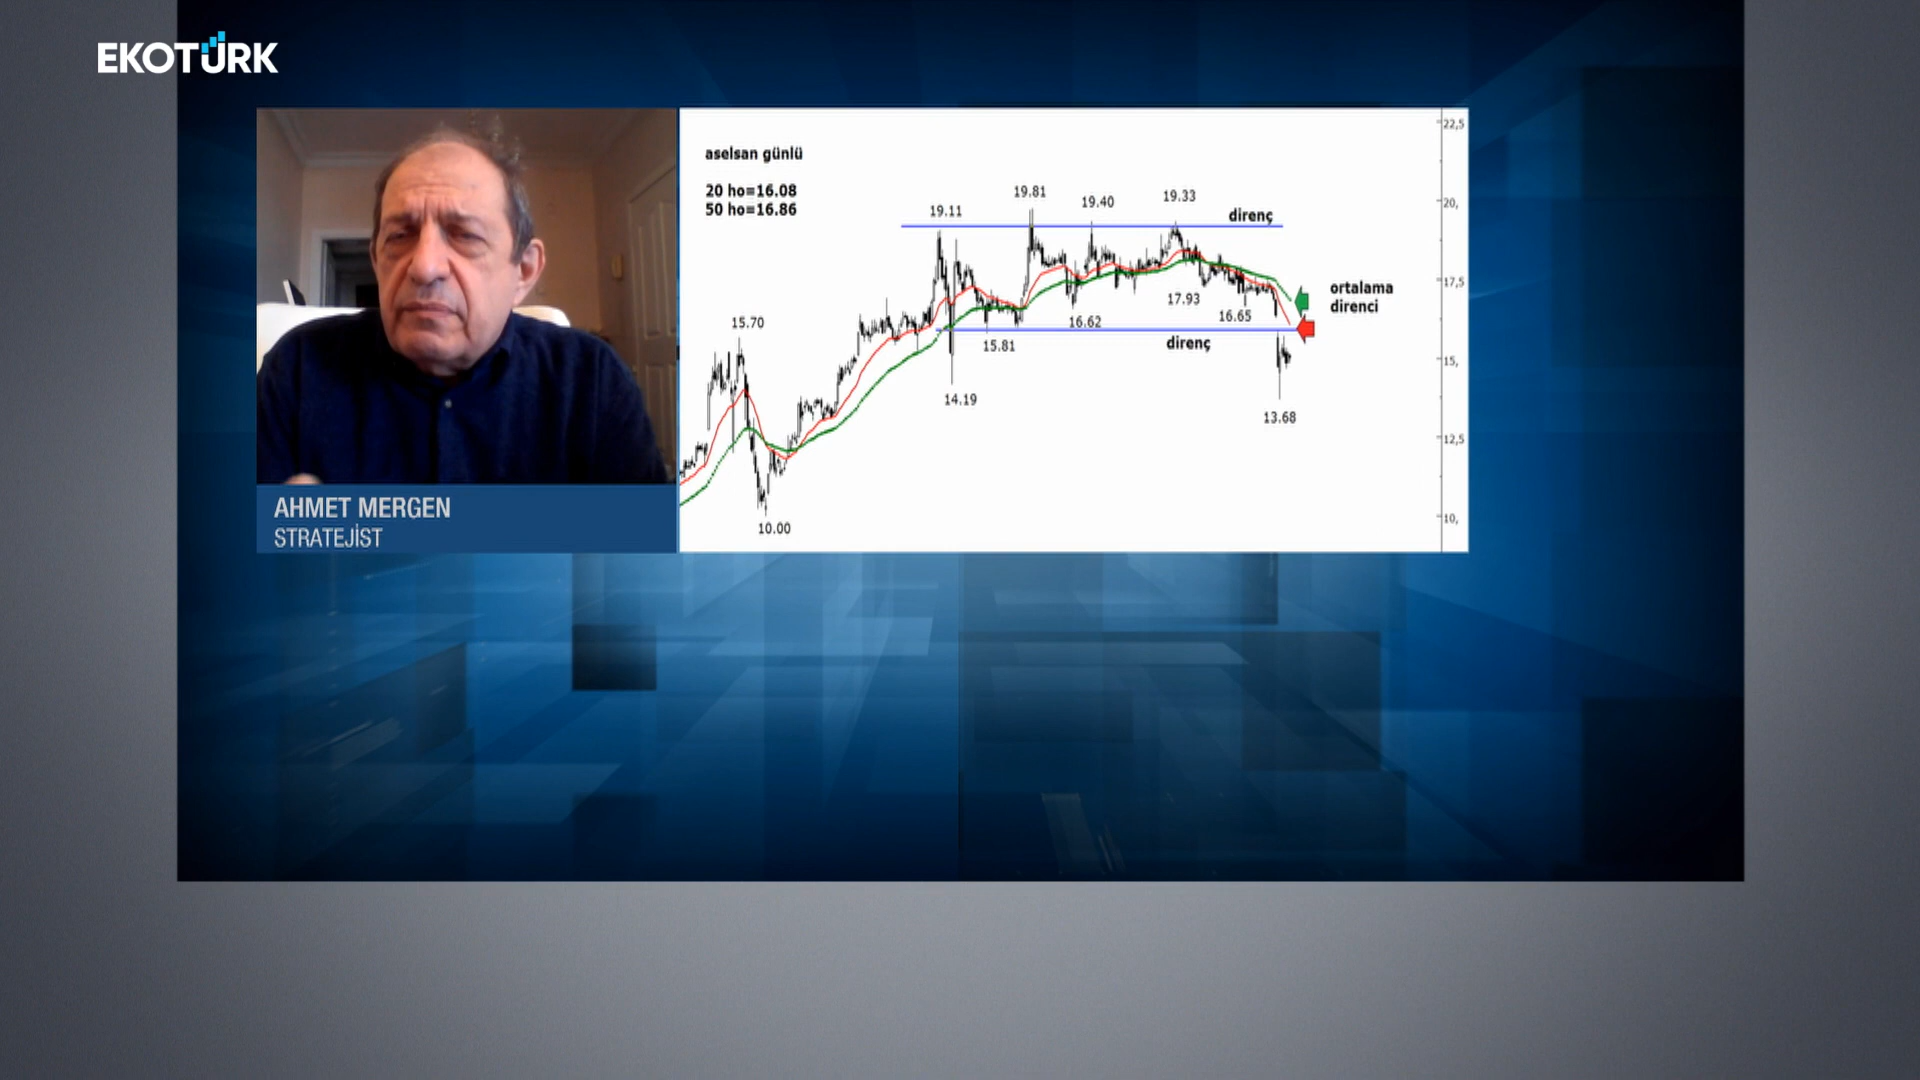 EKOTÜRK
AHMET MERGEN
STRATEJİST
aselsan günlü
20 ho=16.08
50 ho=16.86
15.70
10.00
19.11
14.19
15.81
19.81
19.40
16.62
19.33
17.93
16.65
direnç
direnç
13.68
ortalama
direnci
22,5
20,
17,5
15,
12,5
10,